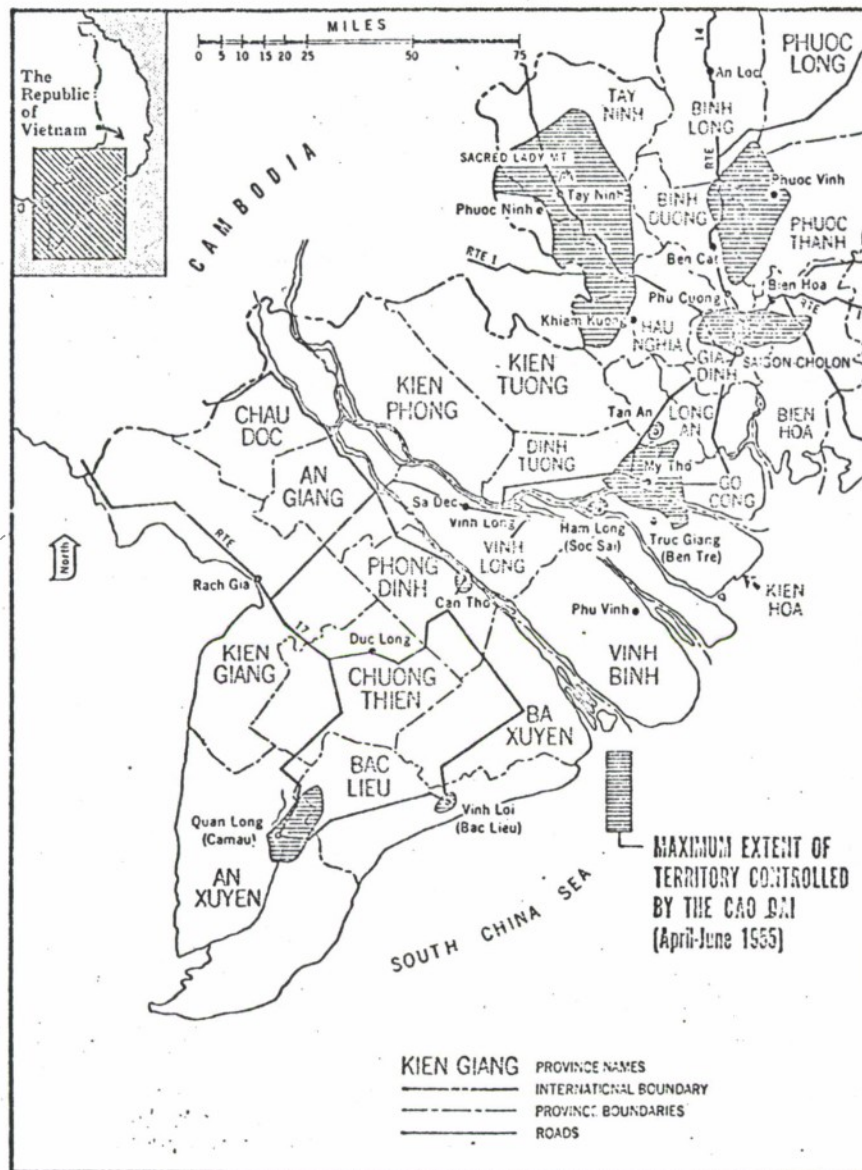 MILES
0 5 10 15 20 25 50 75
The
Republic
of
Vietnam
CAMBODIA
PHUOC
LONG
14
An Loc
TAY
NINH
BINH
LONG
RTE
SACRED LADY MT.
Tay Ninh
Phuoc Ninh
BINH
DUONG
Phuoc Vinh
PHUOC
THANH
Ben Cat
RTE 1
Bien Hoa
Phu Cuong
RTE
Khiem Kuong
HAU
NGHIA
GIA
DINH
SAIGON-CHOLON
KIEN
TUONG
KIEN
PHONG
CHAU
DOC
Tan An
LONG
AN
BIEN
HOA
AN
GIANG
DINH
TUONG
My Tho
GO
CONG
Sa Dec
Vinh Long
Ham Long
(Soc Sai)
Truc Giang
(Ben Tre)
VINH
LONG
North
RTE
Rach Gia
PHONG
DINH
Can Tho
KIEN
HOA
Phu Vinh
17
Duc Long
KIEN
GIANG
CHUONG
THIEN
VINH
BINH
BA
XUYEN
BAC
LIEU
Quan Long
(Camau)
Vinh Loi
(Bac Lieu)
AN
XUYEN
SOUTH CHINA SEA
MAXIMUM EXTENT OF
TERRITORY CONTROLLED
BY THE CAO DAI
(April-June 1955)
KIEN GIANG PROVINCE NAMES
INTERNATIONAL BOUNDARY
PROVINCE BOUNDARIES
ROADS